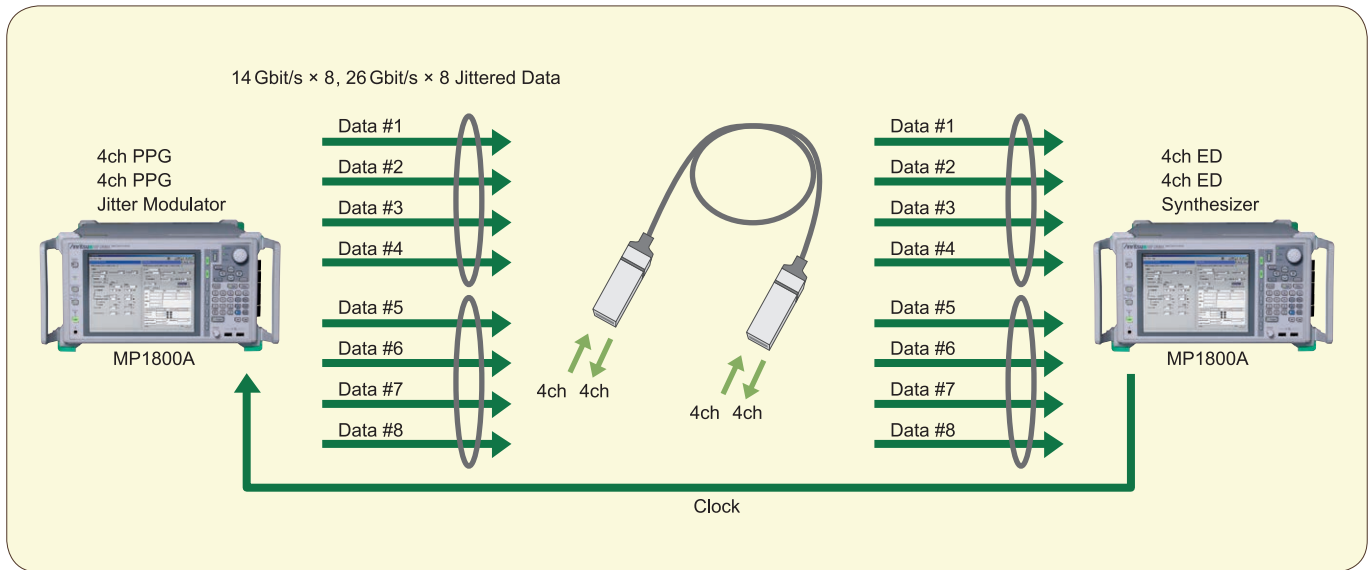 14 Gbit/s × 8, 26 Gbit/s × 8 Jittered Data
4ch PPG
4ch PPG
Jitter Modulator
MP1800A
Data #1
Data #2
Data #3
Data #4
Data #5
Data #6
Data #7
Data #8
4ch 4ch
4ch 4ch
Data #1
Data #2
Data #3
Data #4
Data #5
Data #6
Data #7
Data #8
4ch ED
4ch ED
Synthesizer
MP1800A
Clock